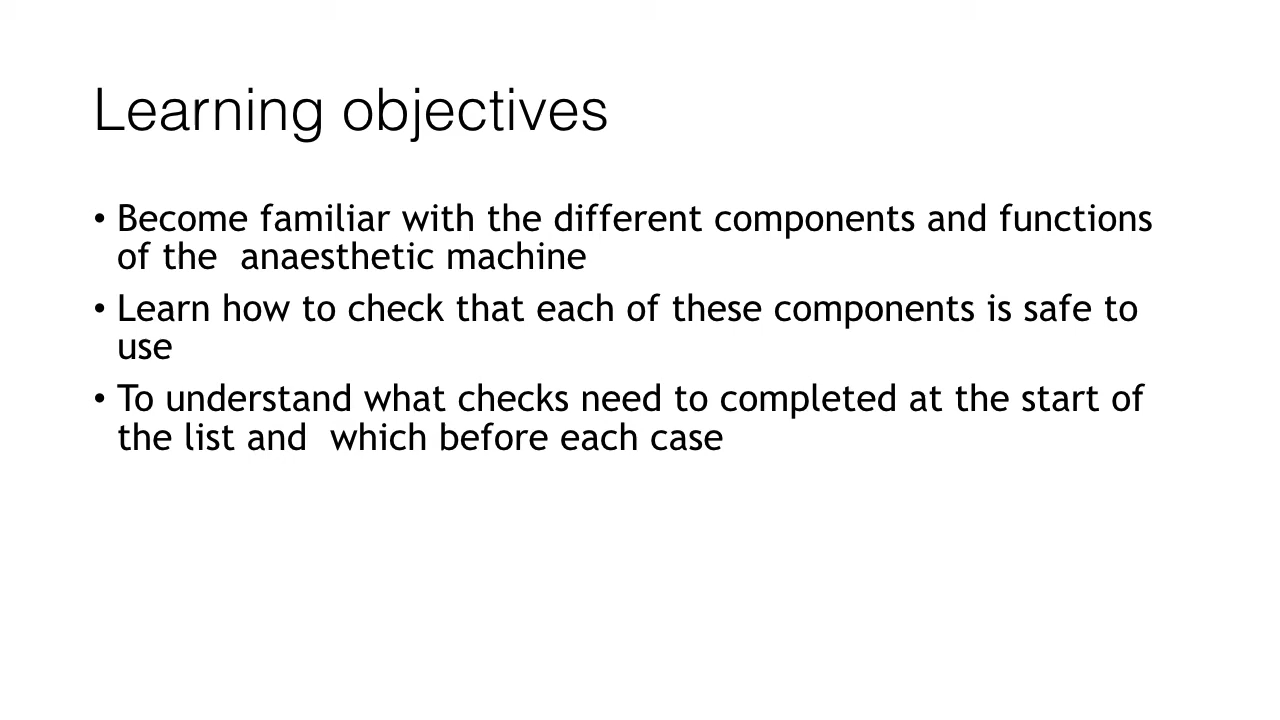 Learning objectives
• Become familiar with the different components and functions
of the  anaesthetic machine
• Learn how to check that each of these components is safe to
use
• To understand what checks need to completed at the start of
the list and  which before each case